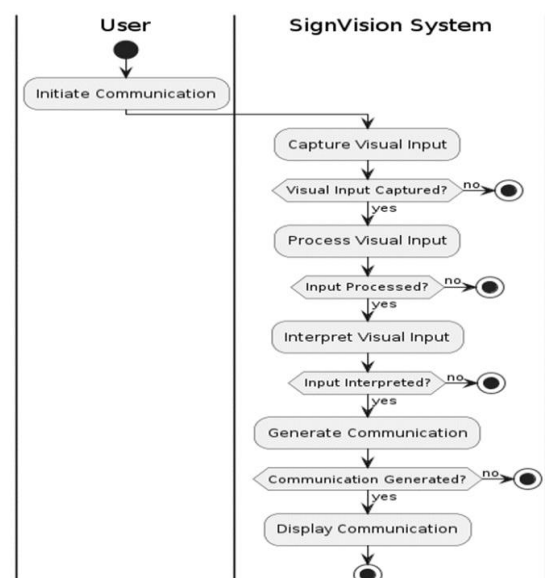 User
SignVision System
Initiate Communication
Capture Visual Input
Visual Input Captured?
no
yes
Process Visual Input
Input Processed?
no
yes
Interpret Visual Input
Input Interpreted?
no
yes
Generate Communication
Communication Generated?
no
yes
Display Communication